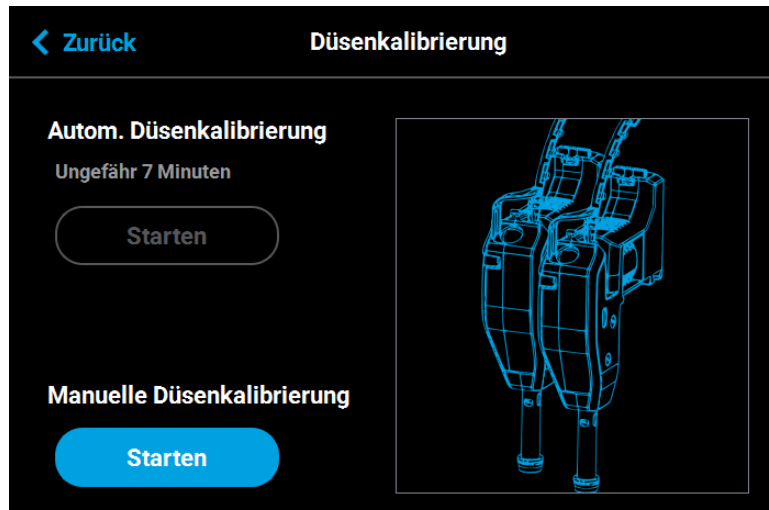 Zurück
Düsenkalibrierung
Autom. Düsenkalibrierung
Ungefähr 7 Minuten
Starten
Manuelle Düsenkalibrierung
Starten